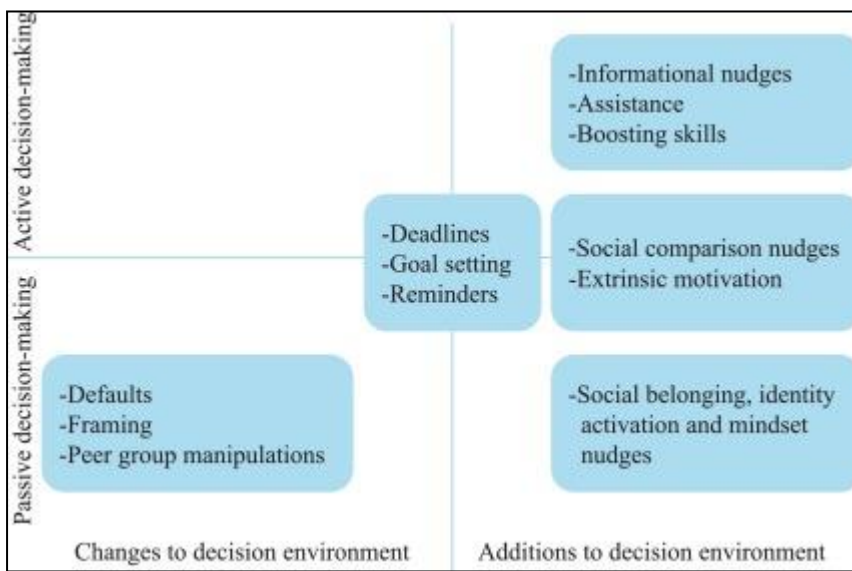 Active decision-making
-Informational nudges
-Assistance
-Boosting skills
-Deadlines
-Goal setting
-Reminders
-Social comparison nudges
-Extrinsic motivation
Passive decision-making
-Defaults
-Framing
-Peer group manipulations
-Social belonging, identity
activation and mindset
nudges
Changes to decision environment
Additions to decision environment